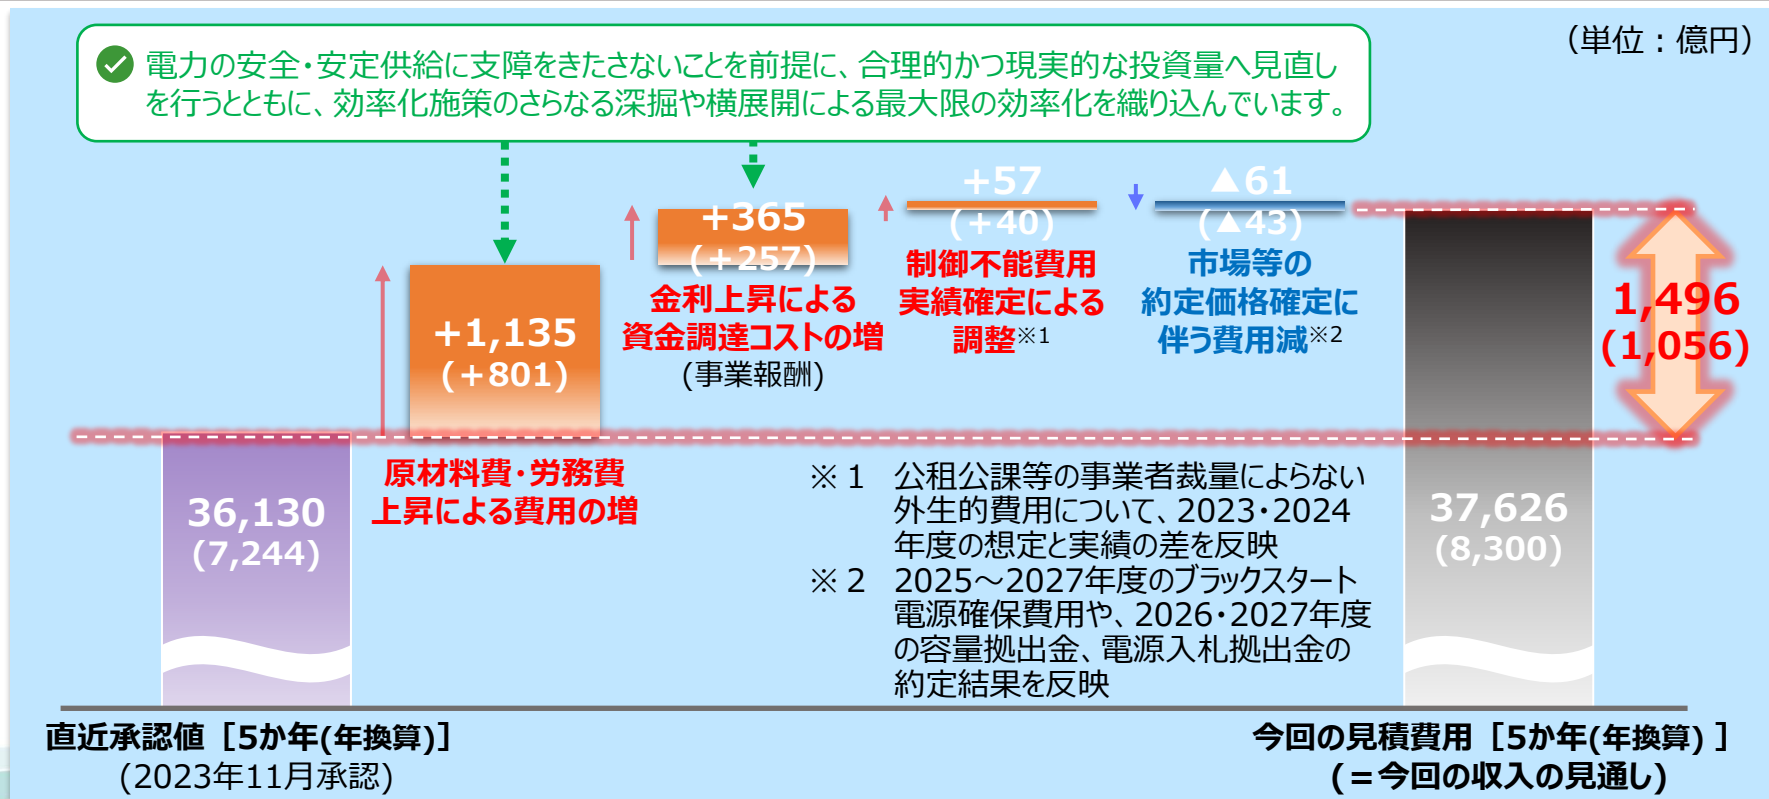 （単位：億円）
電力の安全・安定供給に支障をきたさないことを前提に、合理的かつ現実的な投資量へ見直し
を行うとともに、効率化施策のさらなる深掘や横展開による最大限の効率化を織り込んでいます。
+57
(+40)
▲61
(▲43)
+365
(+257)
制御不能費用
実績確定による
調整※1
市場等の
約定価格確定に
伴う費用減※2
金利上昇による
資金調達コストの増
(事業報酬)
+1,135
(+801)
1,496
(1,056)
原材料費・労務費
上昇による費用の増
36,130
(7,244)
※１ 公租公課等の事業者裁量によらない
外生的費用について、2023・2024
年度の想定と実績の差を反映
※２ 2025～2027年度のブラックスタート
電源確保費用や、2026・2027年度
の容量拠出金、電源入札拠出金の
約定結果を反映
37,626
(8,300)
直近承認値［5か年(年換算)］
(2023年11月承認)
今回の見積費用［5か年(年換算) ］
(＝今回の収入の見通し)